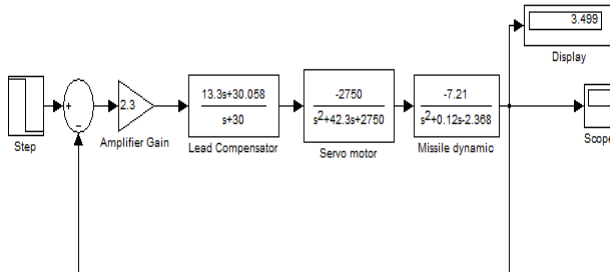 3.499
Display
+
−
2.3
13.3s+30.058
s+30
-2750
s2+42.3s+2750
-7.21
s2+0.12s-2.368
Step
Amplifier Gain
Lead Compensator
Servo motor
Missile dynamic
Scope